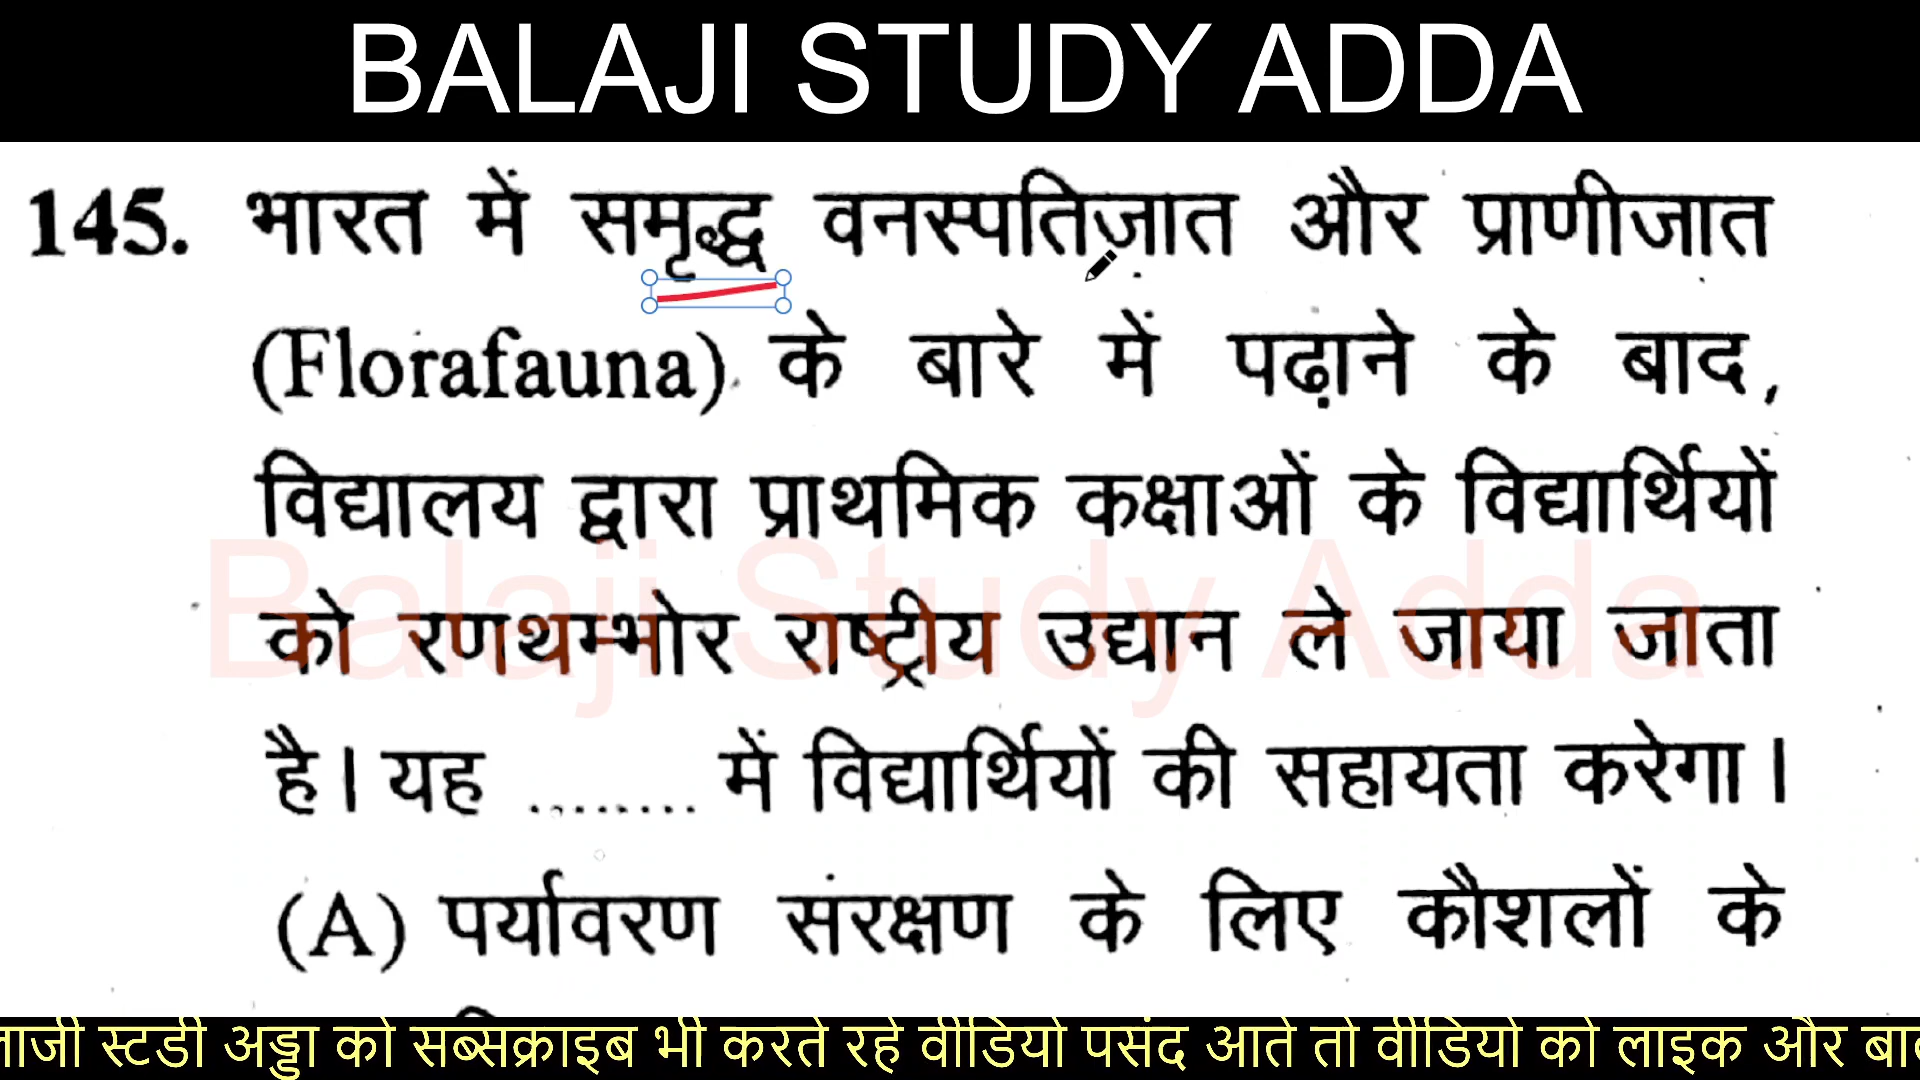 BALAJI STUDY ADDA
145. भारत में समृद्ध वनस्पतिजात और प्राणीजात
(Florafauna) के बारे में पढ़ाने के बाद,
विद्यालय द्वारा प्राथमिक कक्षाओं के विद्यार्थियों
Balaji Study Adda
को रणथम्भोर राष्ट्रीय उद्यान ले जाया जाता
है। यह ........ में विद्यार्थियों की सहायता करेगा।
(A) पर्यावरण संरक्षण के लिए कौशलों के
स्टडी अड्डा को सब्सक्राइब भी करते रहे वीडियो पसंद आते तो वीडियो को लाइक और